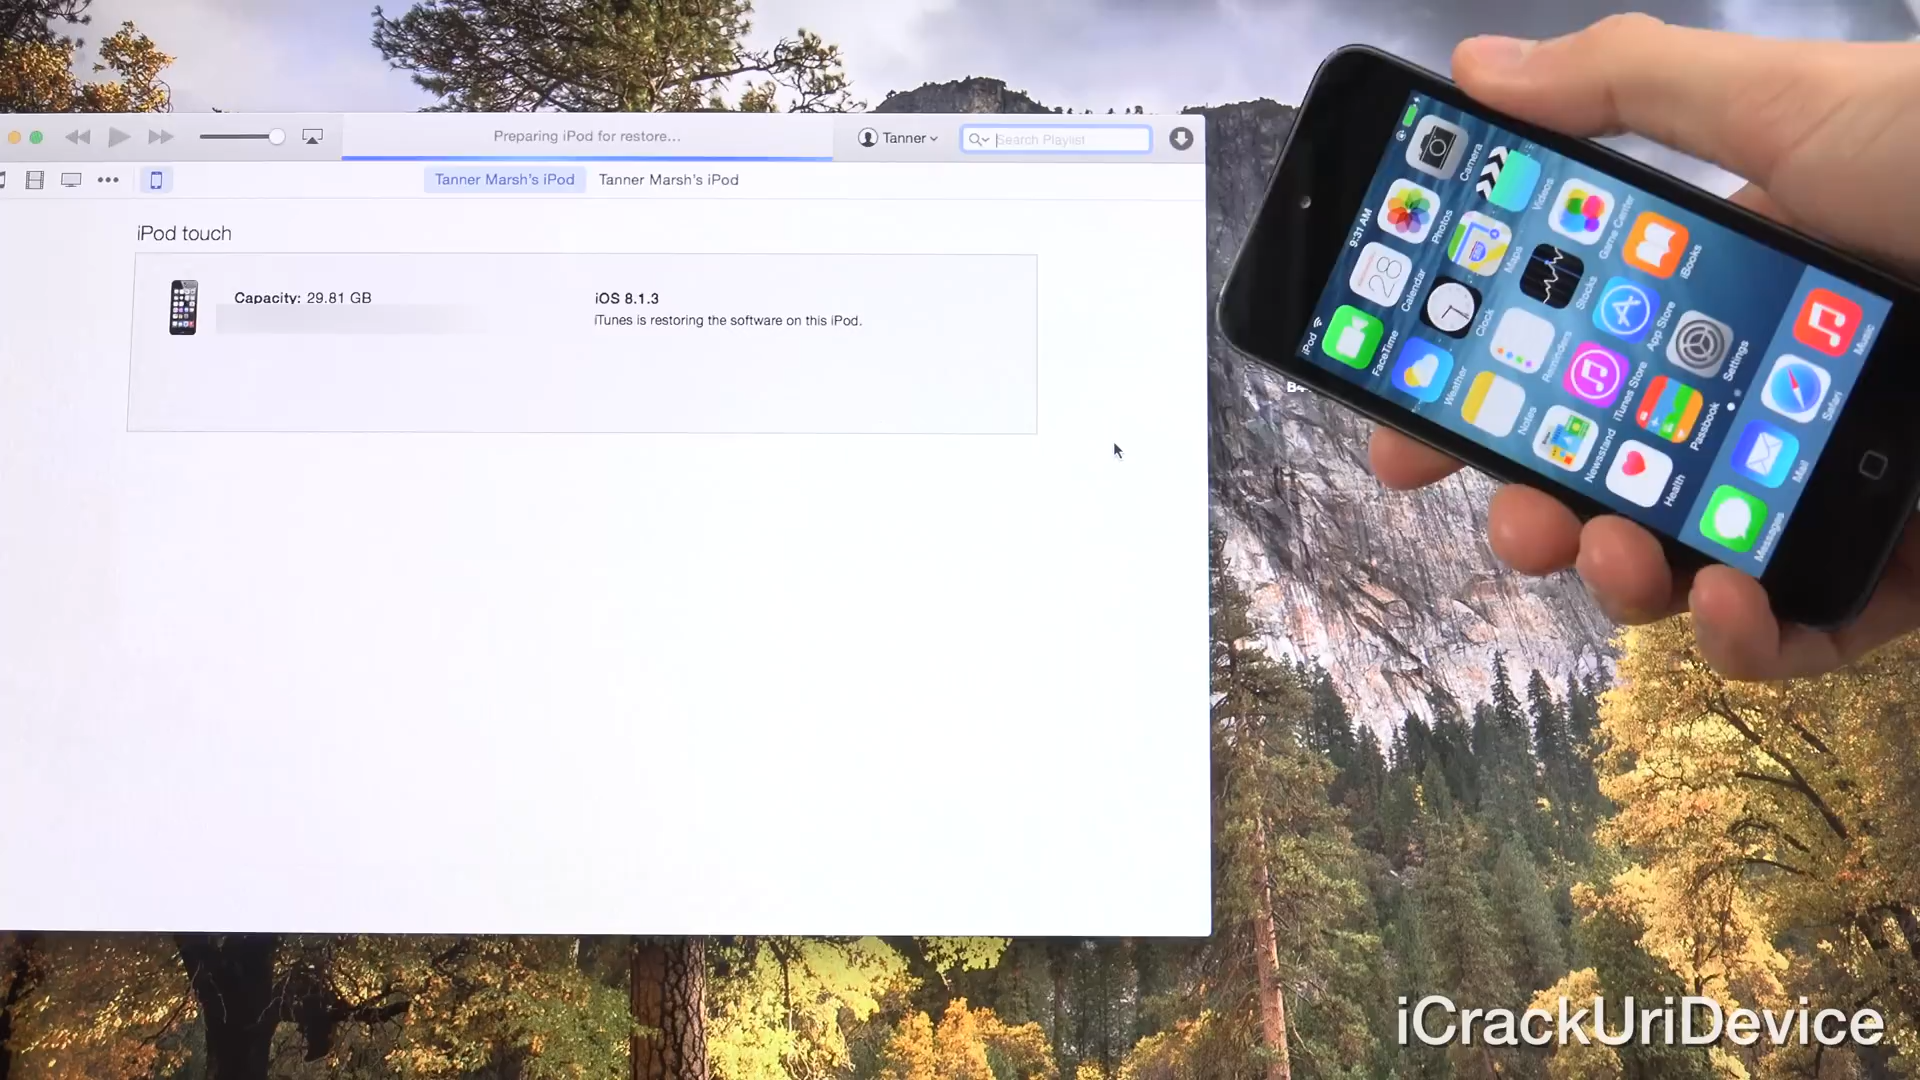 Preparing iPod for restore...
Tanner
Search Playlist
Tanner Marsh's iPod
Tanner Marsh's iPod
iPod touch
Capacity: 29.81 GB
iOS 8.1.3
iTunes is restoring the software on this iPod.
iPod
9:31 AM
FaceTime
Calendar
28
Photos
Camera
Weather
Clock
Maps
Videos
Notes
Reminders
Stocks
Game Center
Newsstand
iTunes Store
App Store
iBooks
Health
Passbook
Settings
Messages
Mail
Safari
Music
iCrackUriDevice